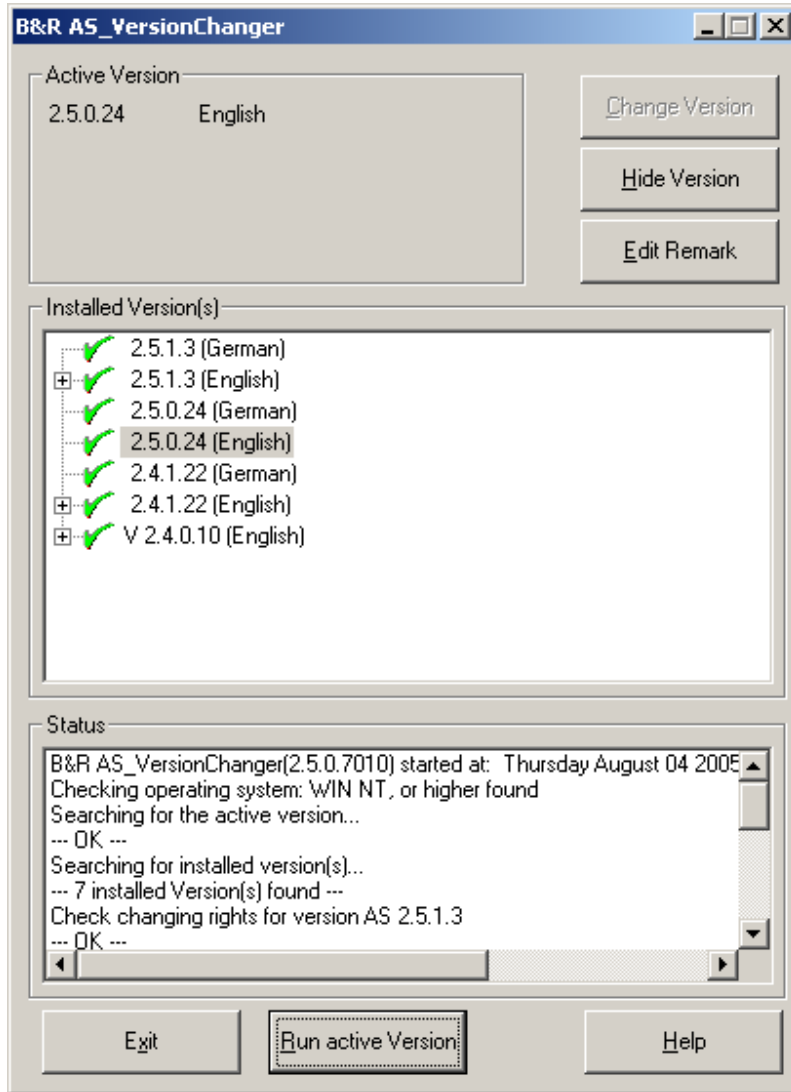 B&R AS_VersionChanger
Active Version
2.5.0.24 English
Change Version
Hide Version
Edit Remark
Installed Version(s)
2.5.1.3 (German)
2.5.1.3 (English)
2.5.0.24 (German)
2.5.0.24 (English)
2.4.1.22 (German)
2.4.1.22 (English)
V 2.4.0.10 (English)
Status
B&R AS_VersionChanger(2.5.0.7010) started at:  Thursday August 04 2005
Checking operating system: WIN NT, or higher found
Searching for the active version...
--- OK ---
Searching for installed version(s)...
--- 7 installed Version(s) found ---
Check changing rights for version AS 2.5.1.3
--- OK ---
Exit
Run active Version
Help